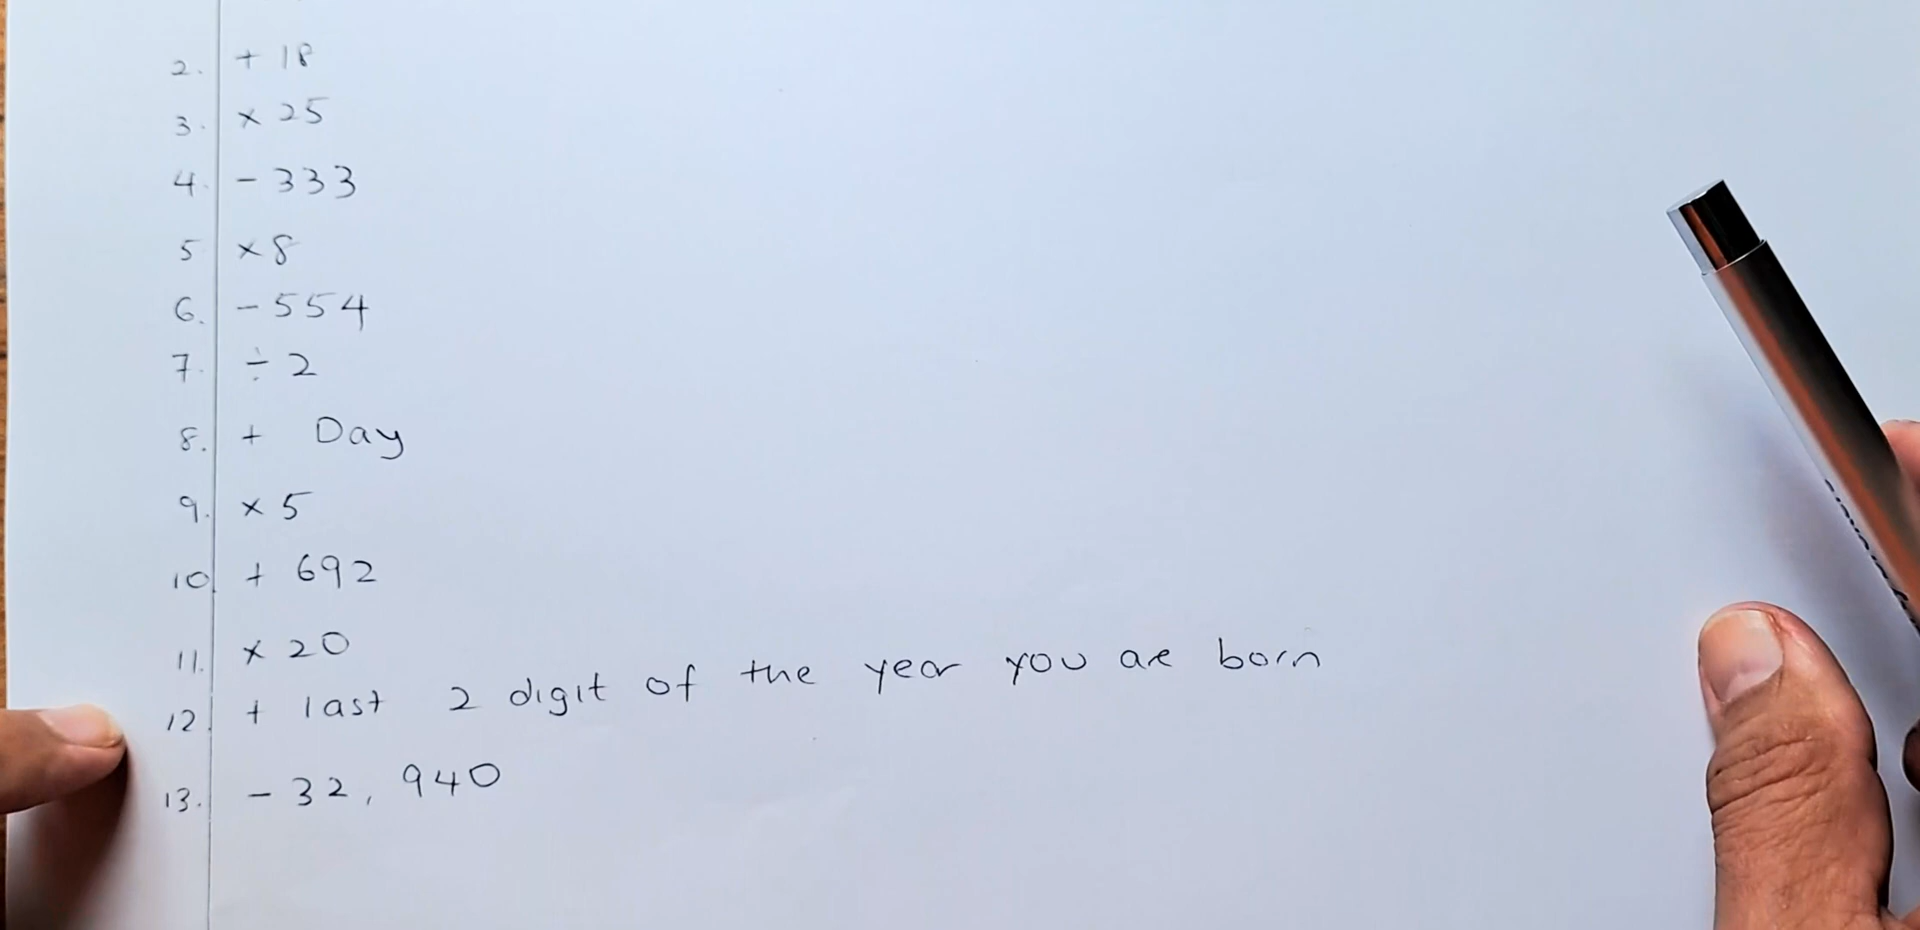 2. + 18
3. × 25
4. - 333
5 × 8
6. - 554
7. ÷ 2
8. + Day
9. × 5
10. + 692
11. × 20
12. + last 2 digit of the year you are born
13. - 32, 940